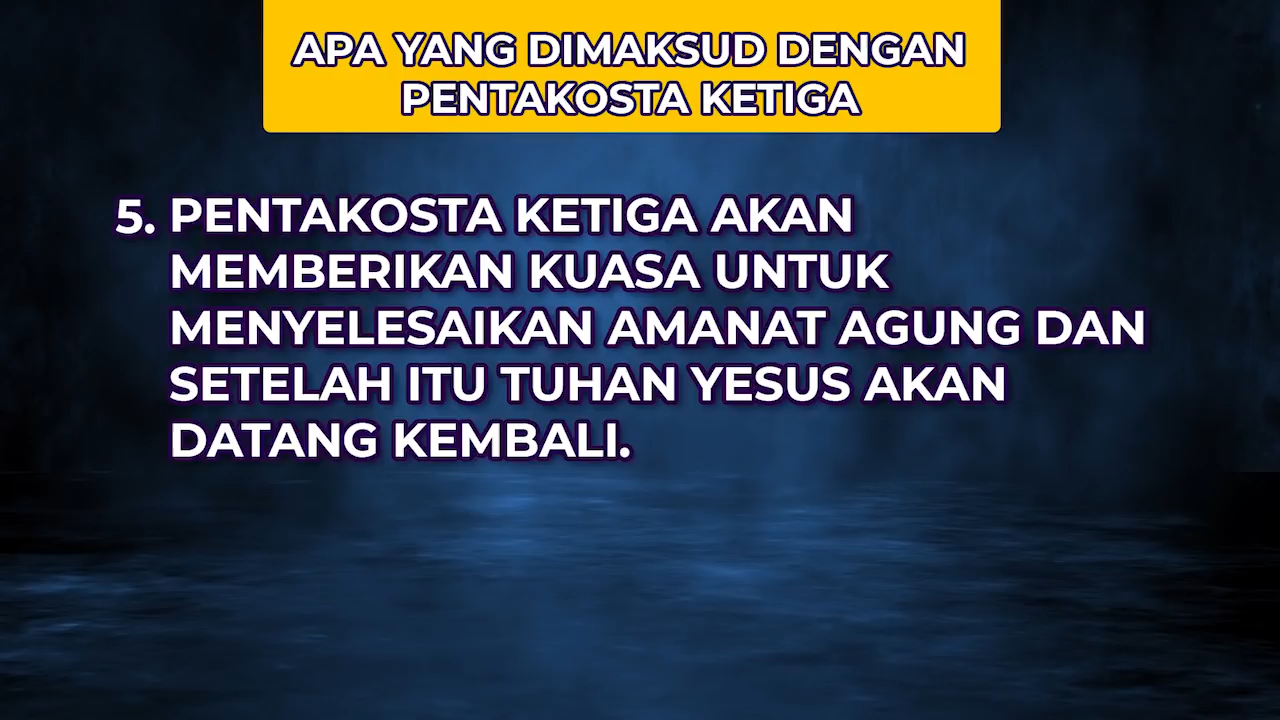 APA YANG DIMAKSUD DENGAN
PENTAKOSTA KETIGA
5. PENTAKOSTA KETIGA AKAN
MEMBERIKAN KUASA UNTUK
MENYELESAIKAN AMANAT AGUNG DAN
SETELAH ITU TUHAN YESUS AKAN
DATANG KEMBALI.